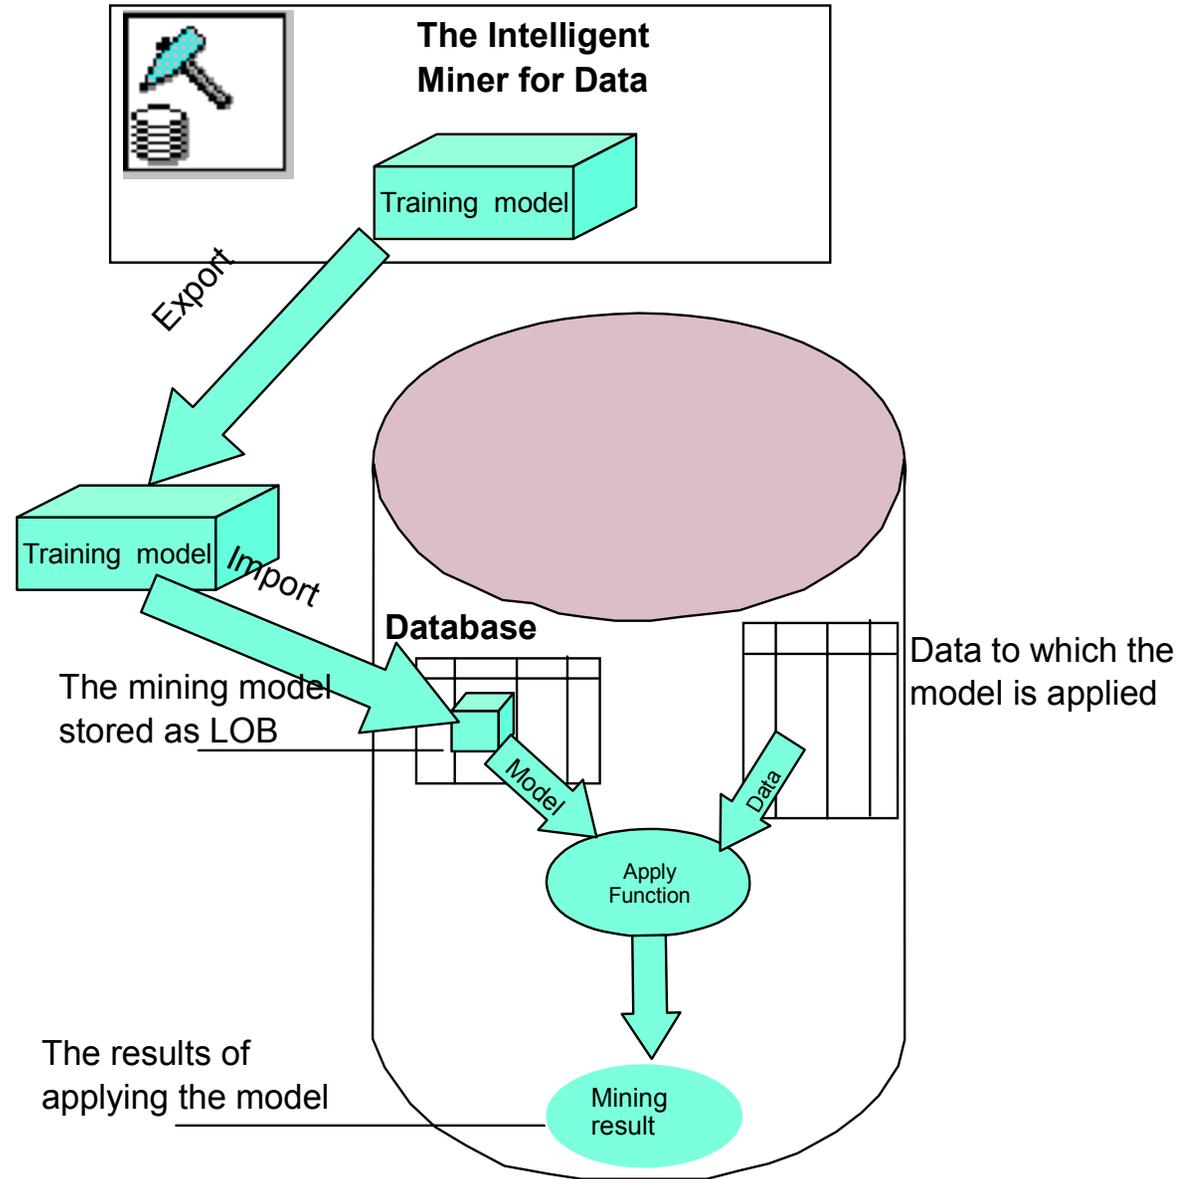 The Intelligent
Miner for Data
Training model
Export
Training model
Import
Database
Data to which the
model is applied
The mining model
stored as LOB
Model
Data
Apply
Function
The results of
applying the model
Mining
result